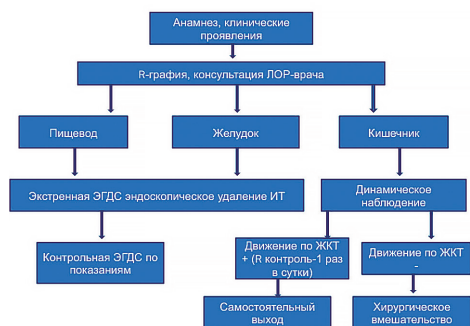 Анамнез, клинические
проявления
R-графия, консультация ЛОР-врача
Пищевод
Желудок
Кишечник
Экстренная ЭГДС эндоскопическое удаление ИТ
Динамическое
наблюдение
Контрольная ЭГДС по
показаниям
Движение по ЖКТ
+ (R контроль-1 раз
в сутки)
Движение по ЖКТ
-
Самостоятельный
выход
Хирургическое
вмешательство